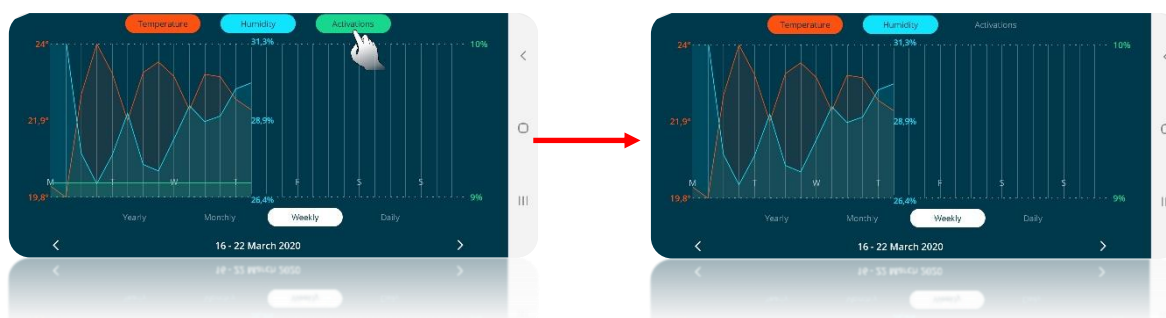 Temperature Humidity Activations
24° 31,3% 10%
21,9° 28,9%
M T W T F S S
19,8° 26,4% 9%
Yearly Monthly Weekly Daily
< 16 - 22 March 2020 >
Temperature Humidity Activations
24° 31,3% 10%
21,9° 28,9%
M T W T F S S
19,8° 26,4% 9%
Yearly Monthly Weekly Daily
< 16 - 22 March 2020 >